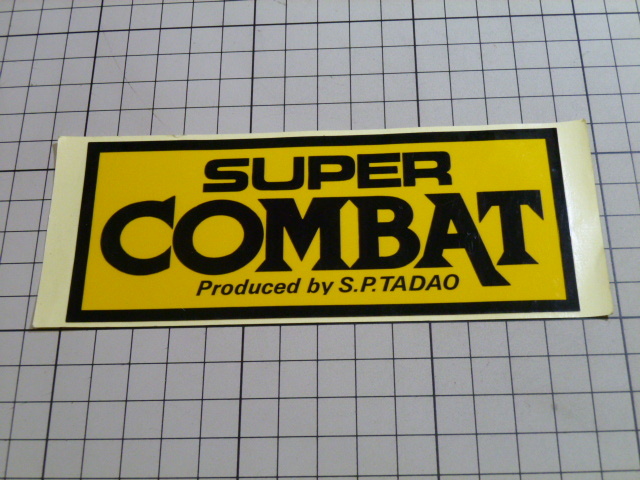 SUPER
COMBAT
Produced by S.P.TADAO